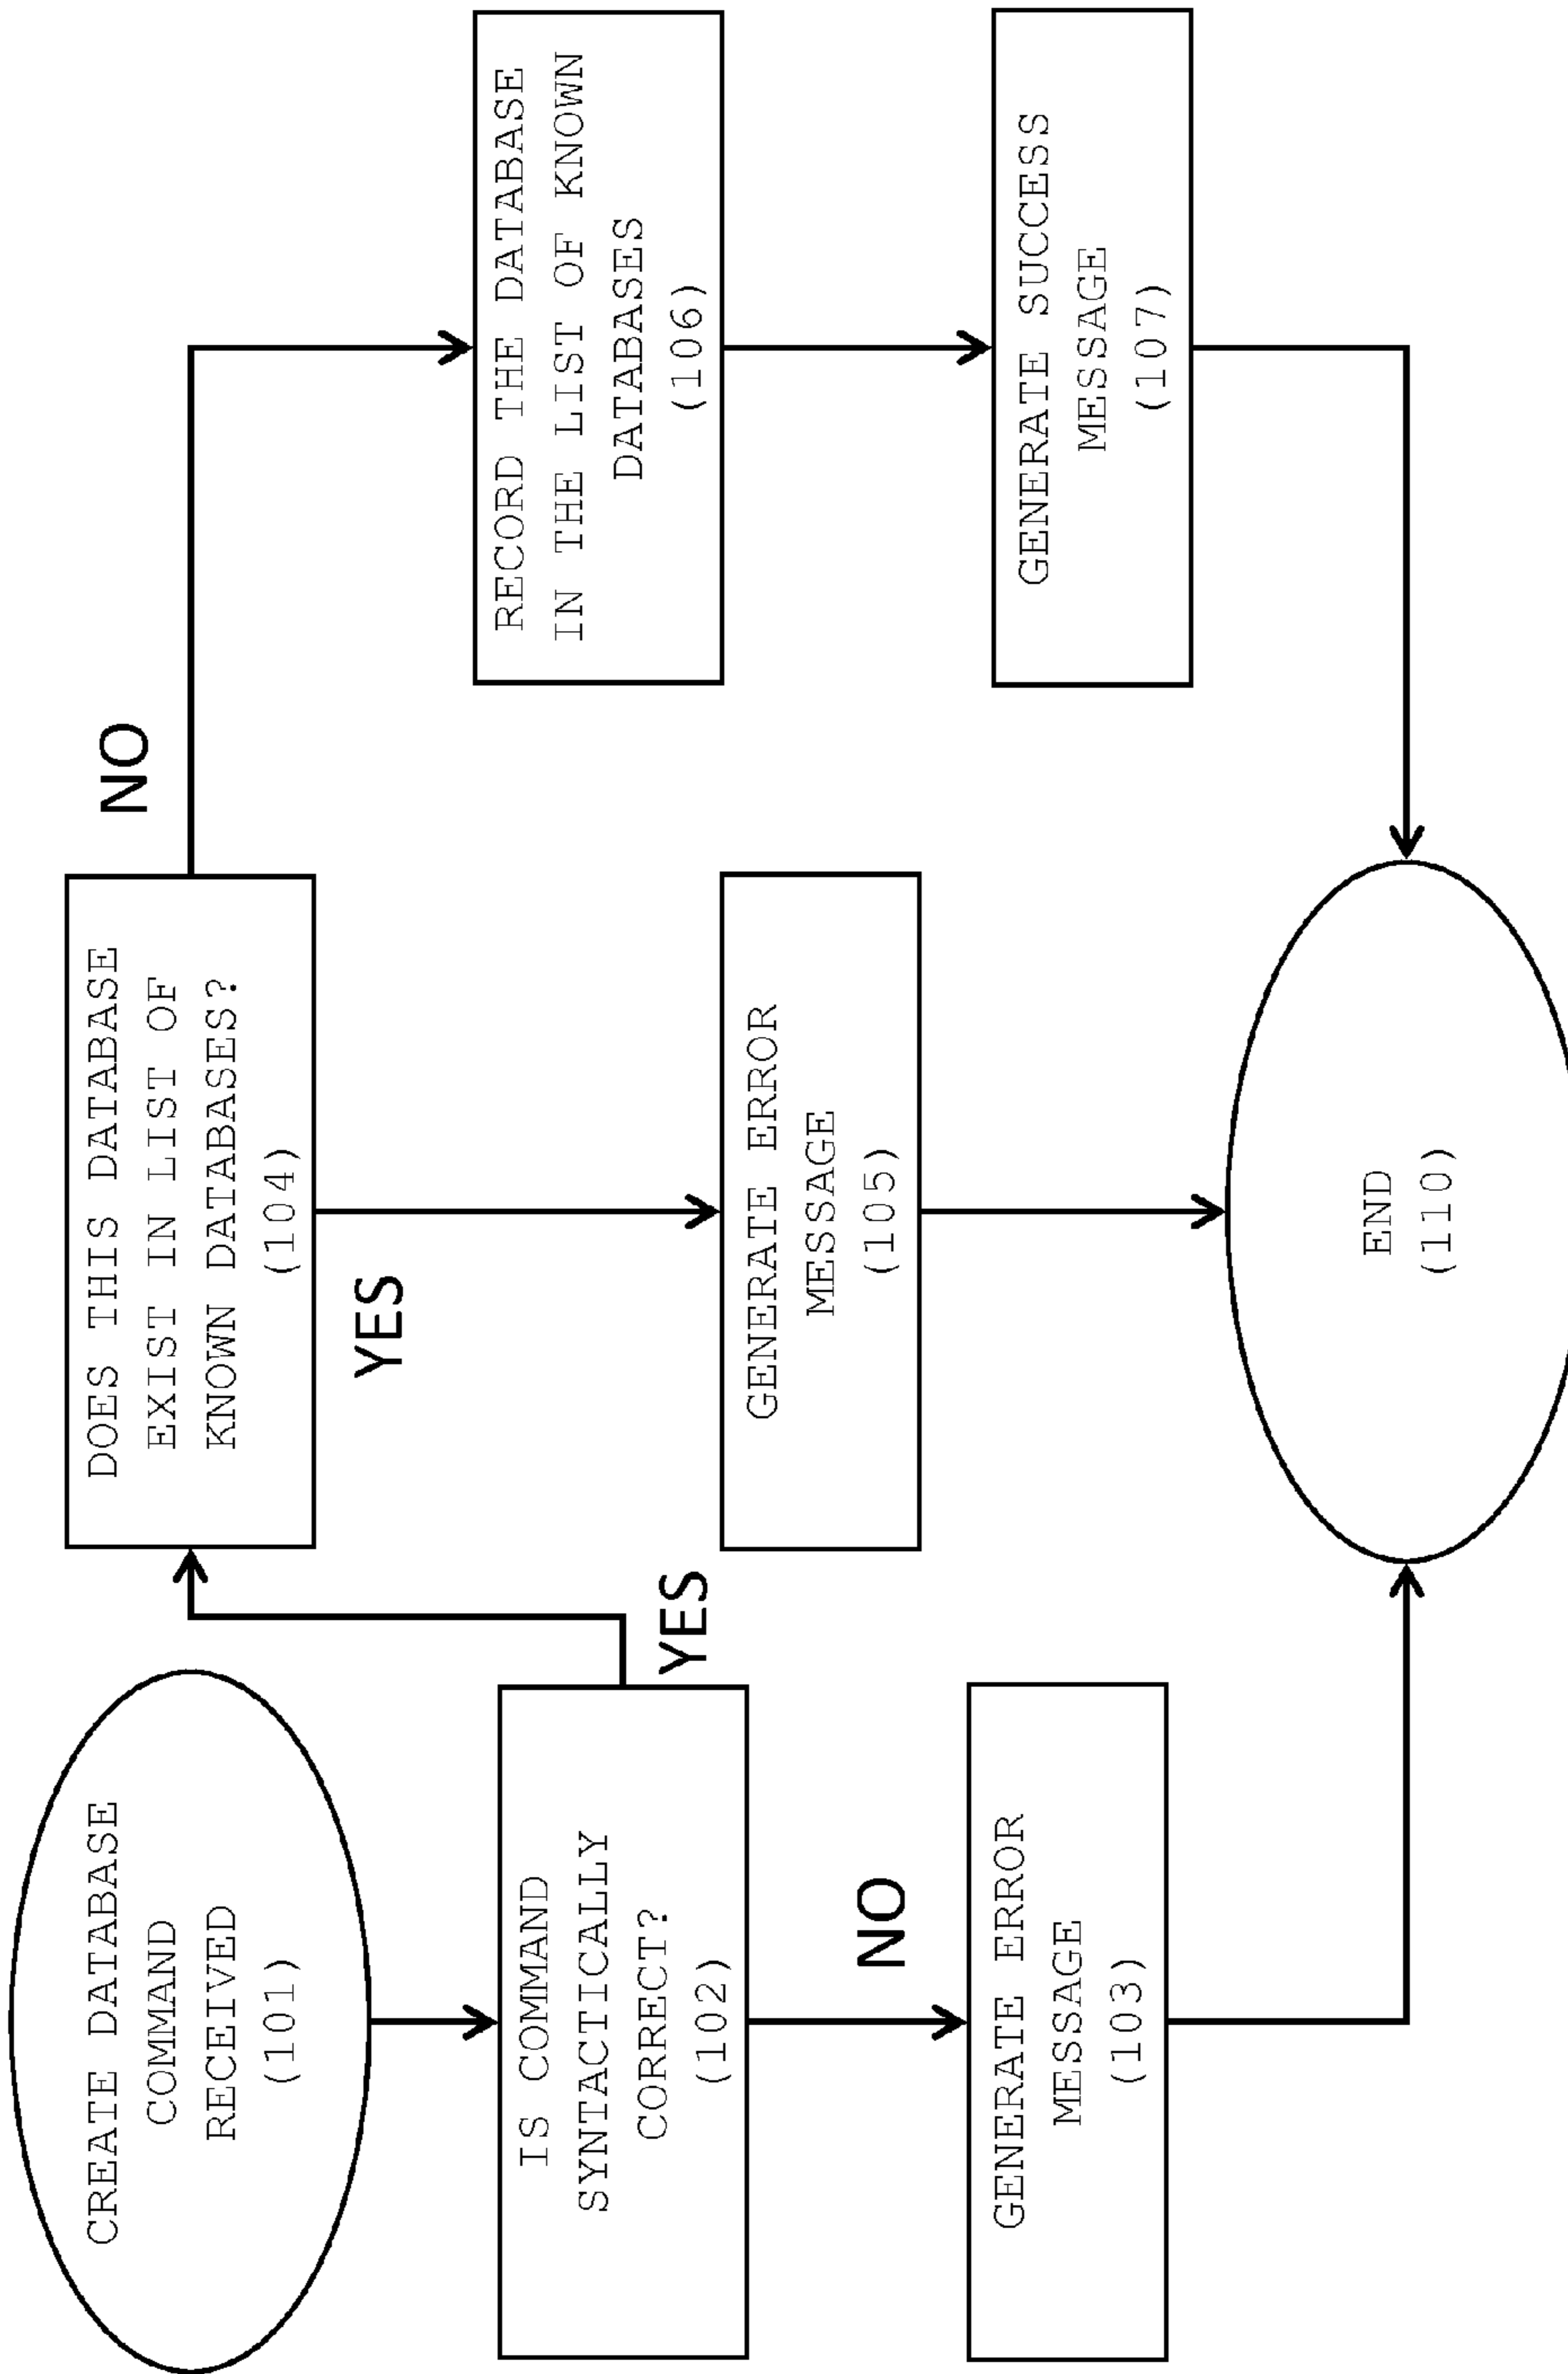 CREATE DATABASE
COMMAND
RECEIVED
(101)
IS COMMAND
SYNTACTICALLY
CORRECT?
(102)
YES
NO
GENERATE ERROR
MESSAGE
(103)
DOES THIS DATABASE
EXIST IN LIST OF
KNOWN DATABASES?
(104)
NO
YES
GENERATE ERROR
MESSAGE
(105)
RECORD THE DATABASE
IN THE LIST OF KNOWN
DATABASES
(106)
GENERATE SUCCESS
MESSAGE
(107)
END
(110)